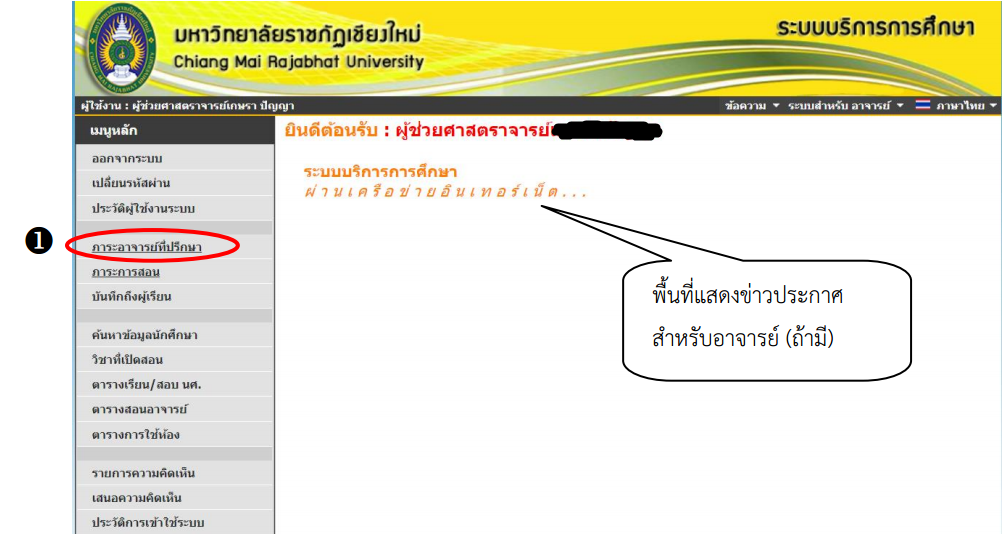 มหาวิทยาลัยราชภัฏเชียงใหม่
Chiang Mai Rajabhat University
ระบบบริการการศึกษา
ผู้ใช้งาน : ผู้ช่วยศาสตราจารย์เกษรา ปัญญา
ข้อความ ระบบสำหรับ อาจารย์ ภาษาไทย
เมนูหลัก
ยินดีต้อนรับ : ผู้ช่วยศาสตราจารย์
ออกจากระบบ
เปลี่ยนรหัสผ่าน
ประวัติผู้ใช้งานระบบ
ระบบบริการการศึกษา
ผ่านเครือข่ายอินเทอร์เน็ต...
1
ภาระอาจารย์ที่ปรึกษา
ภาระการสอน
บันทึกถึงผู้เรียน
ค้นหาข้อมูลนักศึกษา
วิชาที่เปิดสอน
ตารางเรียน/สอบ นศ.
ตารางสอนอาจารย์
ตารางการใช้ห้อง
รายการความคิดเห็น
เสนอความคิดเห็น
ประวัติการเข้าใช้ระบบ
พื้นที่แสดงข่าวประกาศ
สำหรับอาจารย์ (ถ้ามี)